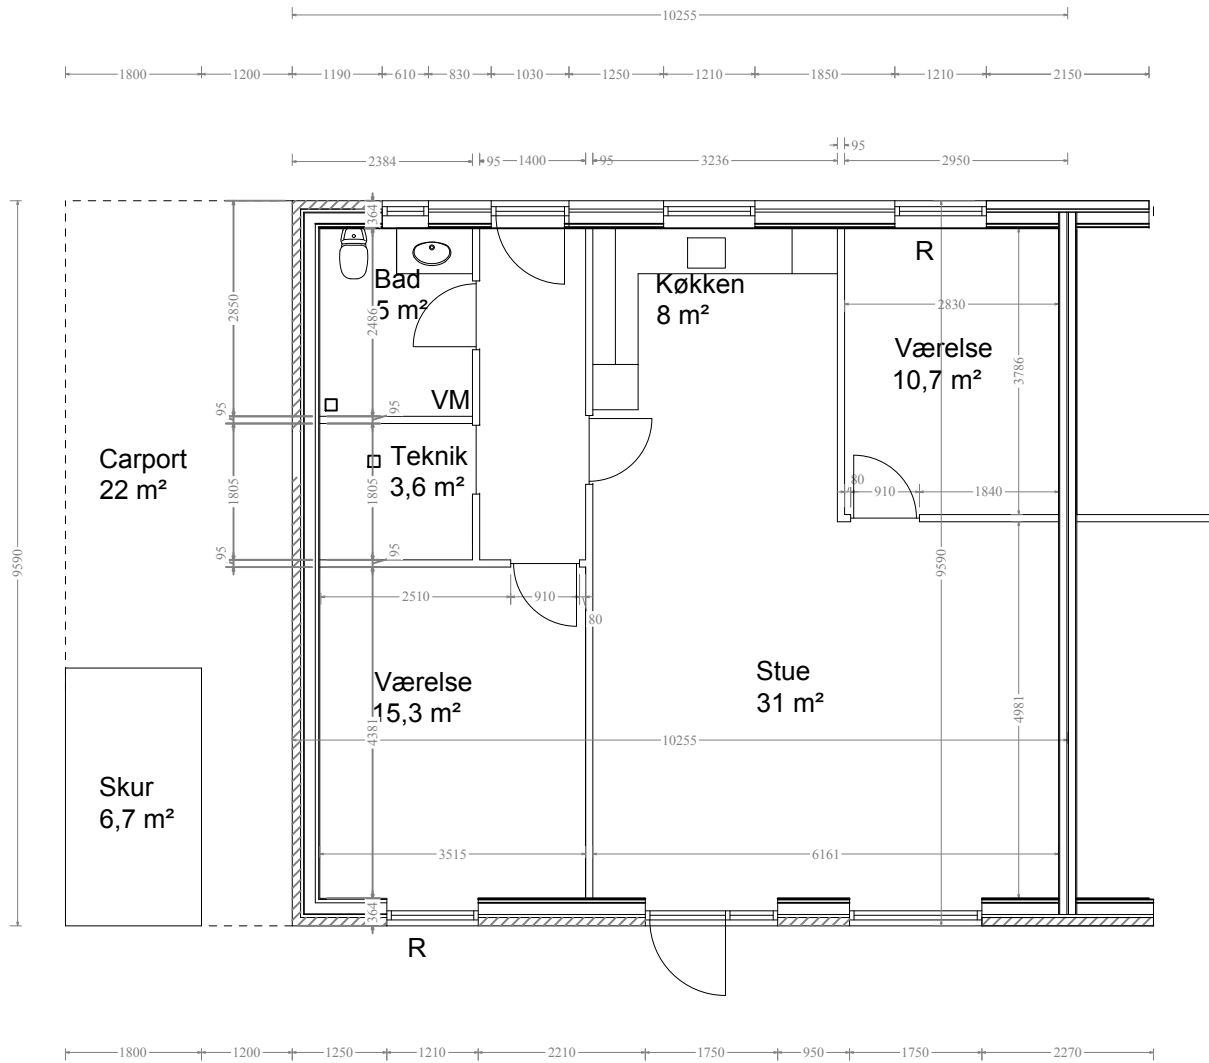 10255
1800 1200 1190 610 830 1030 1250 1210 1850 1210 2150
95
2384 95 1400 95 3236 2950
364
R
Bad
5 m²
Køkken
8 m²
2850
2486
2830
Værelse
10,7 m²
3786
VM
95
95
Carport
22 m²
Teknik
3,6 m²
1805
1805
80
910
1840
95
95
9590
9590
2510
910
80
Værelse
15,3 m²
Stue
31 m²
4381
4981
10255
Skur
6,7 m²
3515
6161
364
R
1800 1200 1250 1210 2210 1750 950 1750 2270